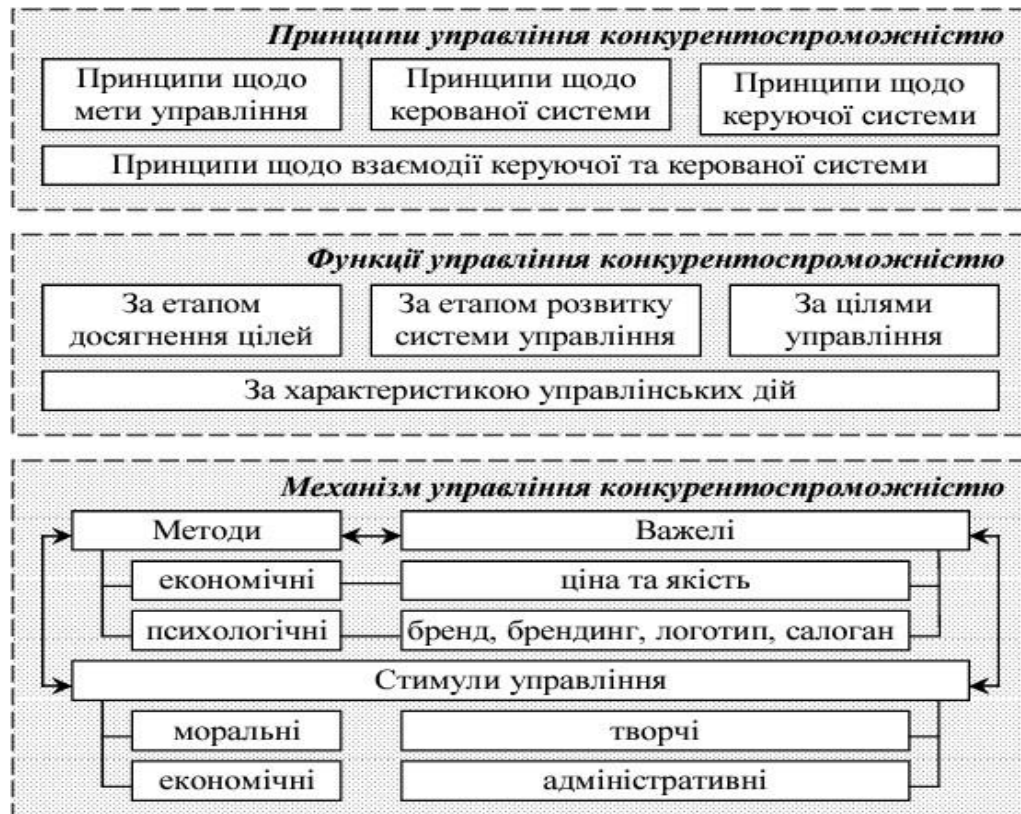 Принципи управління конкурентоспроможністю
Принципи щодо
мети управління
Принципи щодо
керованої системи
Принципи щодо
керуючої системи
Принципи щодо взаємодії керуючої та керованої системи
Функції управління конкурентоспроможністю
За етапом
досягнення цілей
За етапом розвитку
системи управління
За цілями
управління
За характеристикою управлінських дій
Механізм управління конкурентоспроможністю
Методи
Важелі
економічні
ціна та якість
психологічні
бренд, брендинг, логотип, салоган
Стимули управління
моральні
творчі
економічні
адміністративні